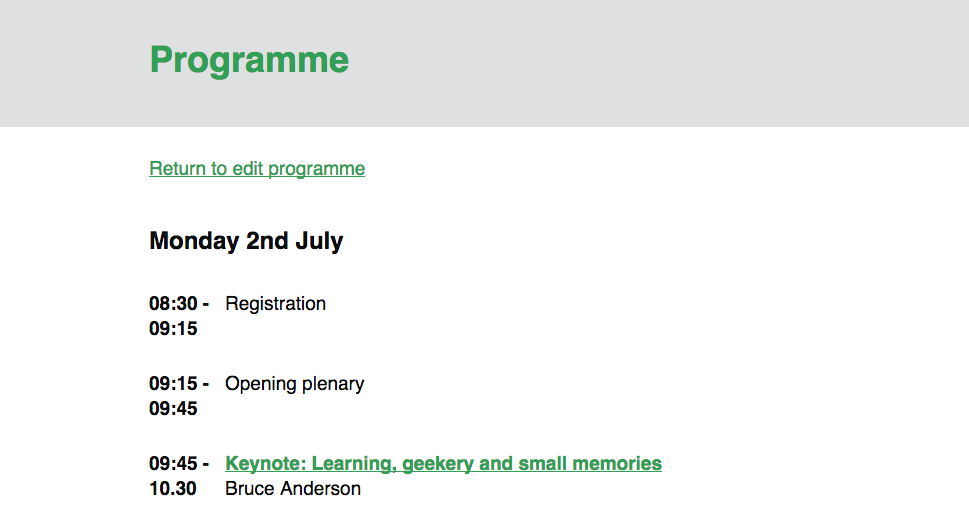 Programme
Return to edit programme
Monday 2nd July
08:30 - Registration
09:15
09:15 - Opening plenary
09:45
09:45 - Keynote: Learning, geekery and small memories
10.30 Bruce Anderson